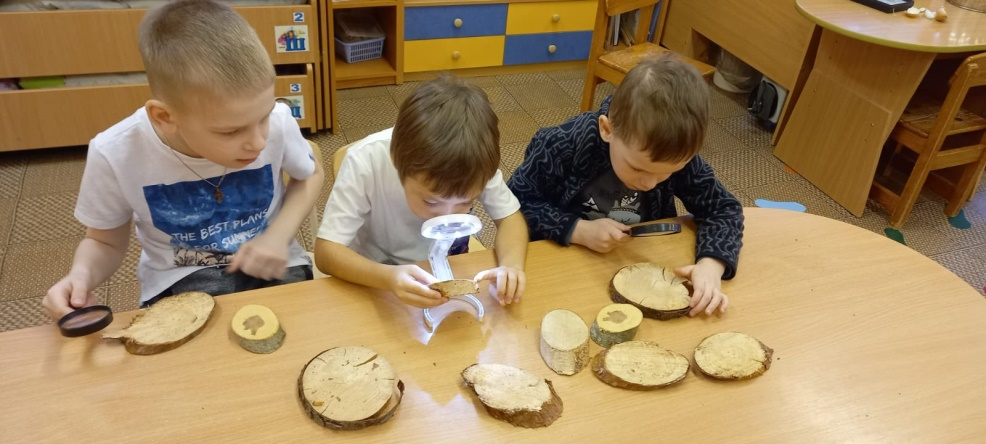 2
3
THE BEST PLANS
FOR SUMMER